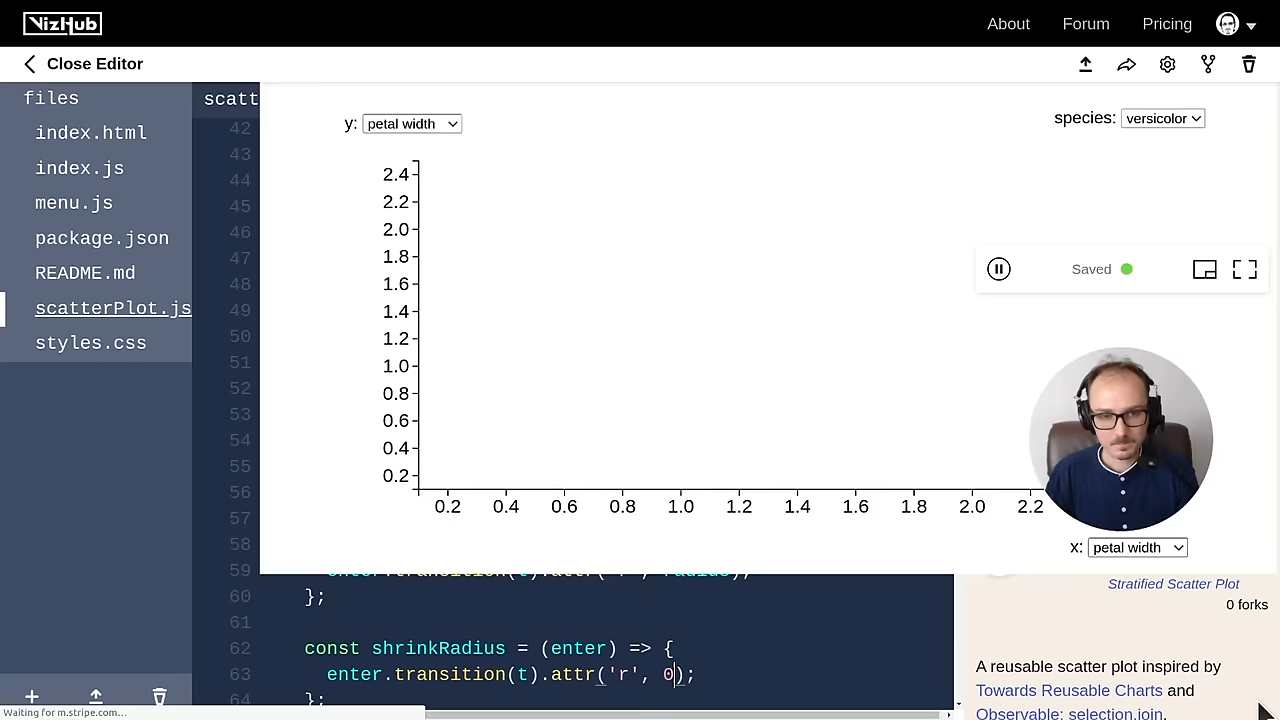 VizHub
About
Forum
Pricing
Close Editor
files
index.html
index.js
menu.js
package.json
README.md
scatterPlot.js
styles.css
scatt
42
43
44
45
46
47
48
49
50
51
52
53
54
55
56
57
58
59
60
61
62
63
64
y: petal width
species: versicolor
2.4
2.2
2.0
1.8
1.6
1.4
1.2
1.0
0.8
0.6
0.4
0.2
0.2 0.4 0.6 0.8 1.0 1.2 1.4 1.6 1.8 2.0 2.2
x: petal width
Saved
enter.transition(t).attr('r', radius);
};
const shrinkRadius = (enter) => {
enter.transition(t).attr('r', 0);
};
Stratified Scatter Plot
0 forks
A reusable scatter plot inspired by
Towards Reusable Charts and
Observable: selection.join.
Waiting for m.stripe.com...